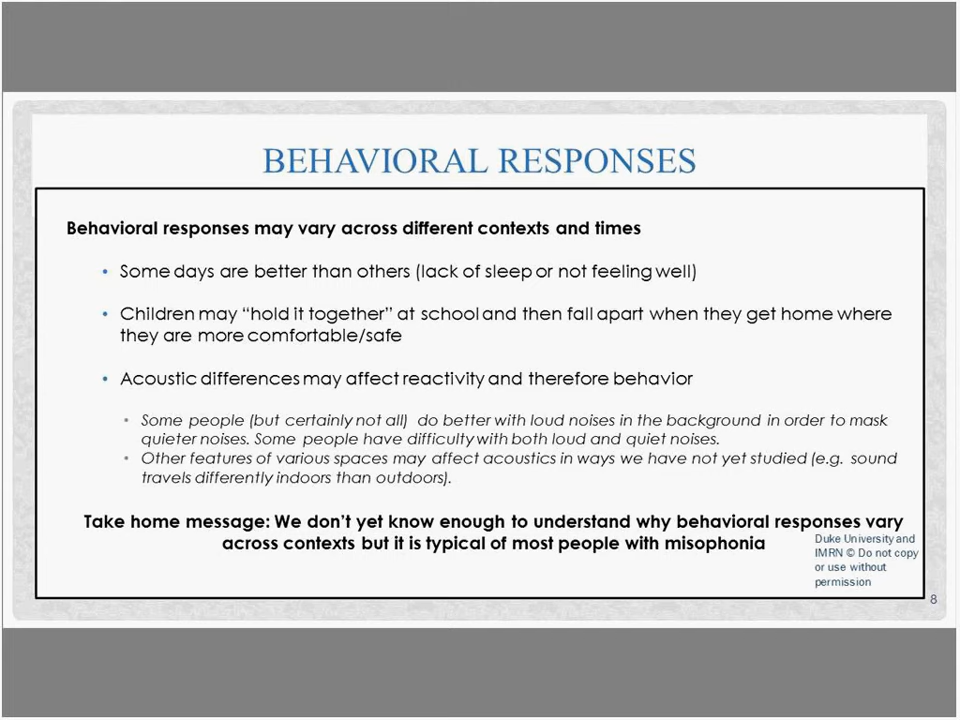 BEHAVIORAL RESPONSES
Behavioral responses may vary across different contexts and times
• Some days are better than others (lack of sleep or not feeling well)
• Children may “hold it together” at school and then fall apart when they get home where
they are more comfortable/safe
• Acoustic differences may affect reactivity and therefore behavior
• Some people (but certainly not all) do better with loud noises in the background in order to mask
quieter noises. Some people have difficulty with both loud and quiet noises.
• Other features of various spaces may affect acoustics in ways we have not yet studied (e.g. sound
travels differently indoors than outdoors).
Take home message: We don’t yet know enough to understand why behavioral responses vary
across contexts but it is typical of most people with misophonia
Duke University and
IMRN © Do not copy
or use without
permission
8